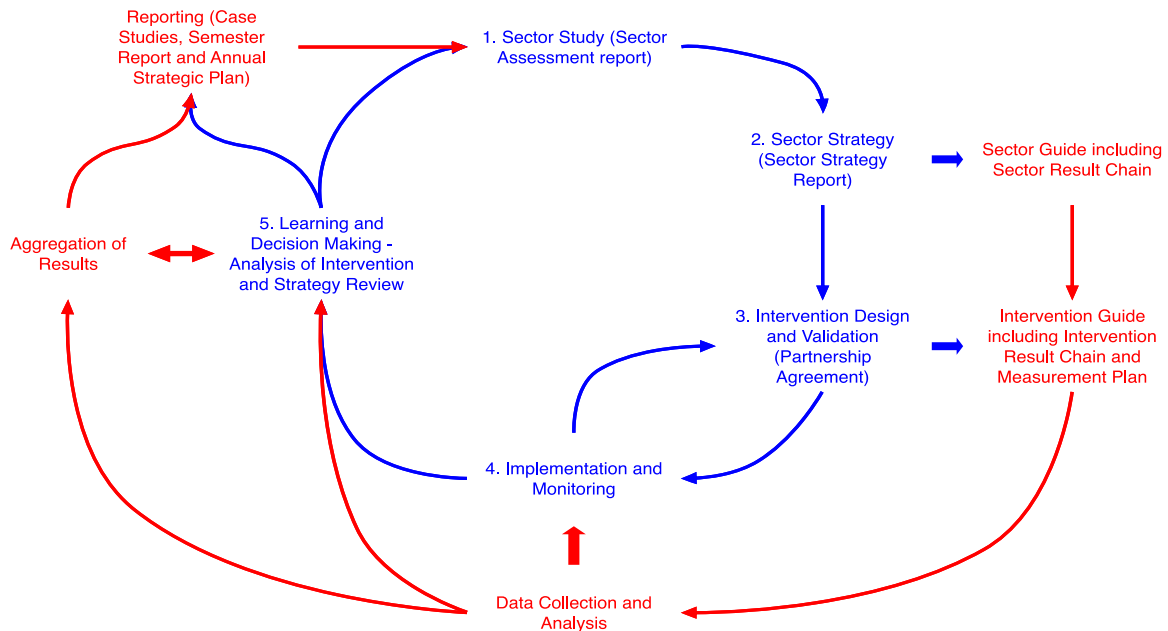 Reporting (Case
Studies, Semester
Report and Annual
Strategic Plan)
1. Sector Study (Sector
Assessment report)
2. Sector Strategy
(Sector Strategy
Report)
Sector Guide including
Sector Result Chain
Aggregation of
Results
5. Learning and
Decision Making -
Analysis of Intervention
and Strategy Review
3. Intervention Design
and Validation
(Partnership
Agreement)
Intervention Guide
including Intervention
Result Chain and
Measurement Plan
4. Implementation and
Monitoring
Data Collection and
Analysis